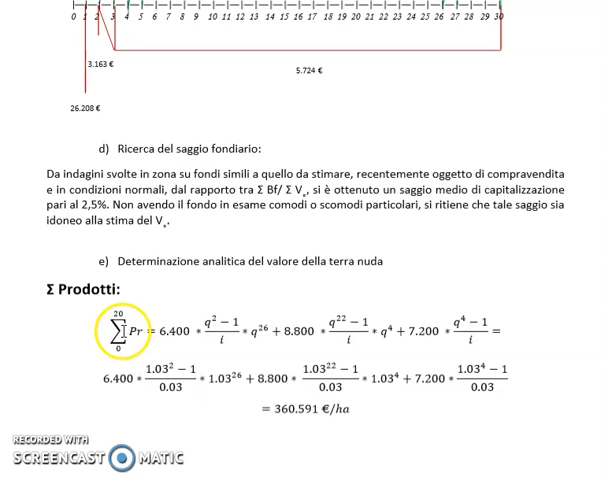 0 1 2 3 4 5 6 7 8 9 10 11 12 13 14 15 16 17 18 19 20 21 22 23 24 25 26 27 28 29 30
3.163 €
5.724 €
26.208 €
d) Ricerca del saggio fondiario:
Da indagini svolte in zona su fondi simili a quello da stimare, recentemente oggetto di compravendita
e in condizioni normali, dal rapporto tra Σ Bf/ Σ V₀, si è ottenuto un saggio medio di capitalizzazione
pari al 2,5%. Non avendo il fondo in esame comodi o scomodi particolari, si ritiene che tale saggio sia
idoneo alla stima del V₀.
e) Determinazione analitica del valore della terra nuda
Σ Prodotti:
20 ∑ 0 Pr = 6.400 * (q² − 1)/i * q²⁶ + 8.800 * (q²² − 1)/i * q⁴ + 7.200 * (q⁴ − 1)/i =
6.400 * (1.03² − 1)/0.03 * 1.03²⁶ + 8.800 * (1.03²² − 1)/0.03 * 1.03⁴ + 7.200 * (1.03⁴ − 1)/0.03
= 360.591 €/ha
RECORDED WITH
SCREENCAST MATIC